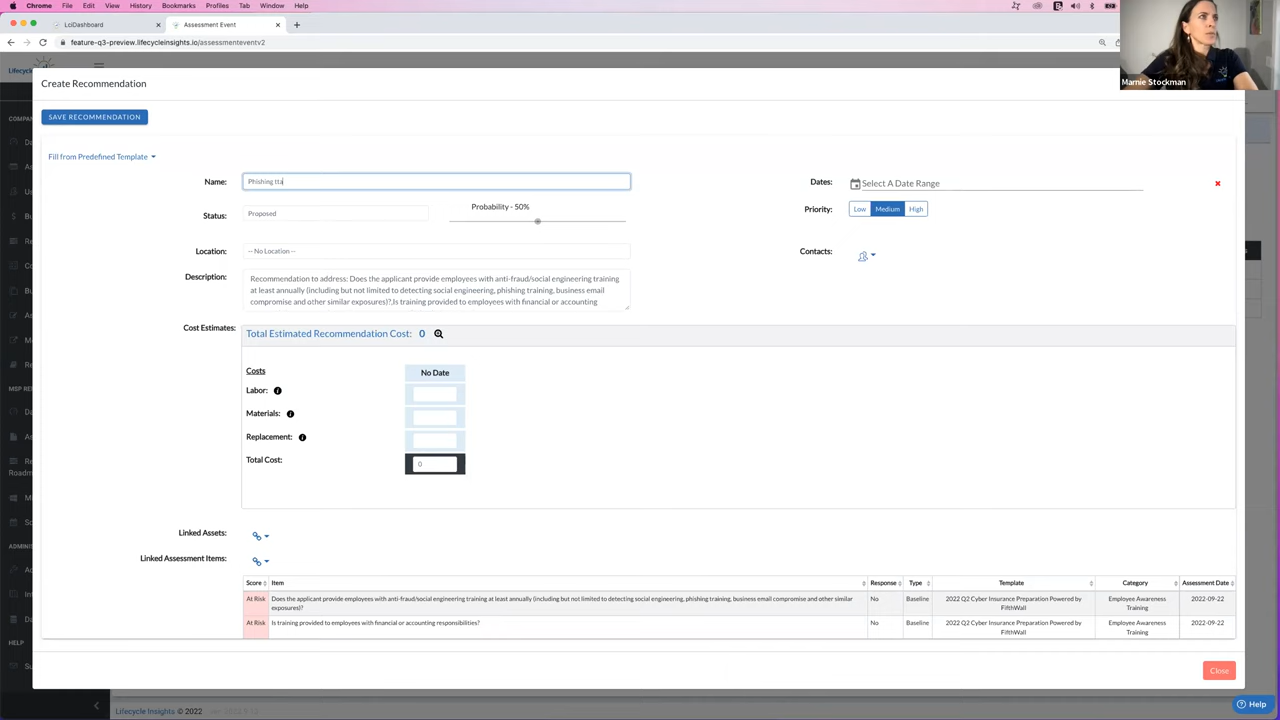 Chrome File Edit View History Bookmarks Profiles Tab Window Help
LciDashboard Assessment Event
feature-q3-preview.lifecycleinsights.io/assessmenteventv2
Marnie Stockman
Lifecycle
Create Recommendation
SAVE RECOMMENDATION
Fill from Predefined Template
Name: Phishing tta Dates: Select A Date Range
Status: Proposed Probability - 50% Priority: Low Medium High
Location: -- No Location -- Contacts:
Description: Recommendation to address: Does the applicant provide employees with anti-fraud/social engineering training
at least annually (including but not limited to detecting social engineering, phishing training, business email
compromise and other similar exposures)?,Is training provided to employees with financial or accounting
Cost Estimates: Total Estimated Recommendation Cost: 0
Costs No Date
Labor:
Materials:
Replacement:
Total Cost: 0
Linked Assets:
Linked Assessment Items:
Score Item Response Type Template Category Assessment Date
At Risk Does the applicant provide employees with anti-fraud/social engineering training at least annually (including but not limited to detecting social engineering, phishing training, business email compromise and other similar No Baseline 2022 Q2 Cyber Insurance Preparation Powered by Employee Awareness 2022-09-22
exposures)? FifthWall Training
At Risk Is training provided to employees with financial or accounting responsibilities? No Baseline 2022 Q2 Cyber Insurance Preparation Powered by Employee Awareness 2022-09-22
FifthWall Training
Close
COMP
MSP RE
Roadm
ADMINI
HELP
Lifecycle Insights © 2022
Help